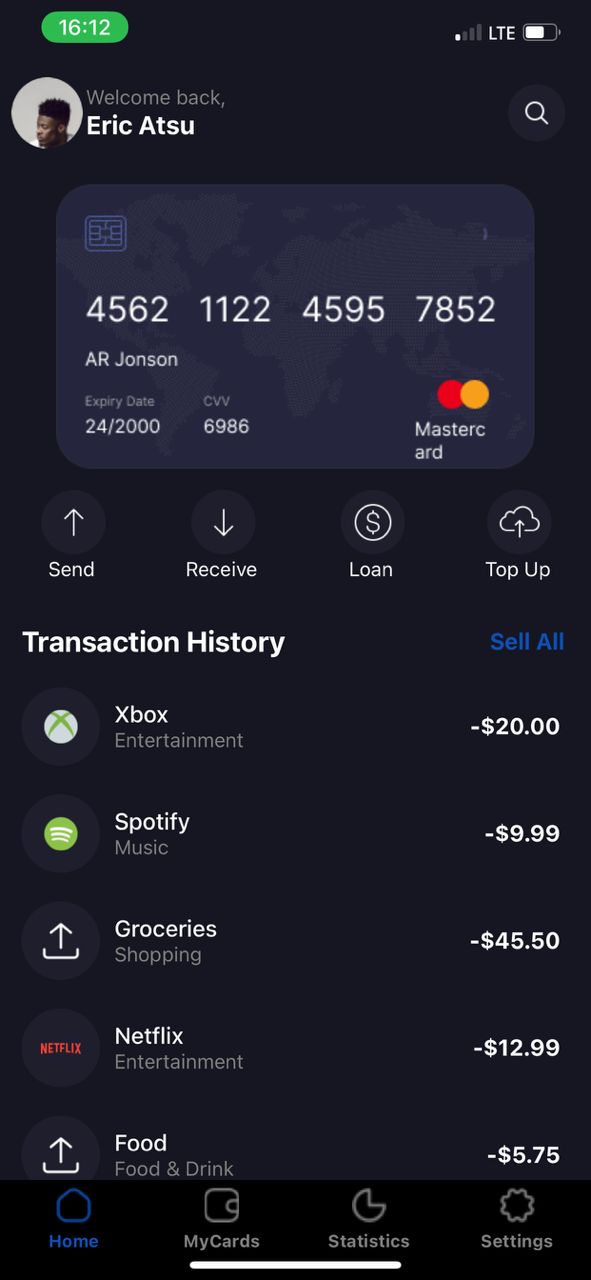 16:12
LTE
Welcome back,
Eric Atsu
4562 1122 4595 7852
AR Jonson
Expiry Date CVV
24/2000 6986
Masterc
ard
Send Receive Loan Top Up
Transaction History Sell All
Xbox
Entertainment
-$20.00
Spotify
Music
-$9.99
Groceries
Shopping
-$45.50
NETFLIX
Netflix
Entertainment
-$12.99
Food
Food & Drink
-$5.75
Home MyCards Statistics Settings